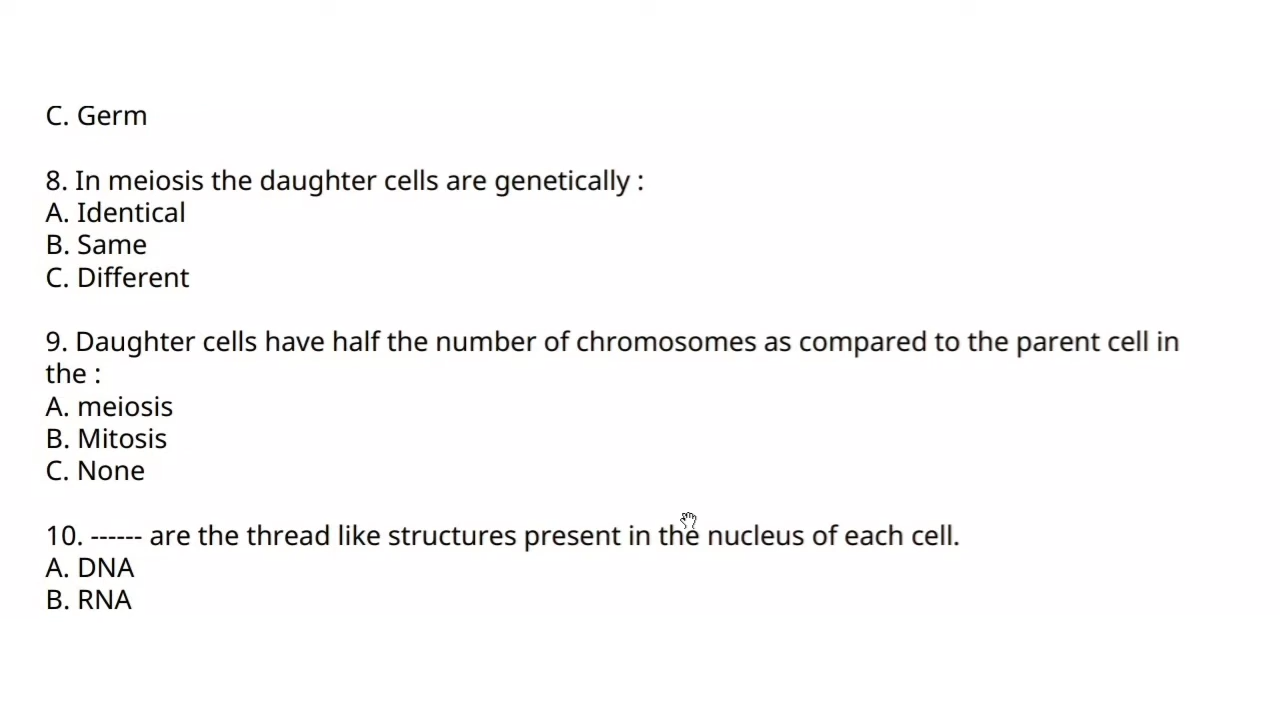 C. Germ
8. In meiosis the daughter cells are genetically :
A. Identical
B. Same
C. Different
9. Daughter cells have half the number of chromosomes as compared to the parent cell in
the :
A. meiosis
B. Mitosis
C. None
10. ------ are the thread like structures present in the nucleus of each cell.
A. DNA
B. RNA